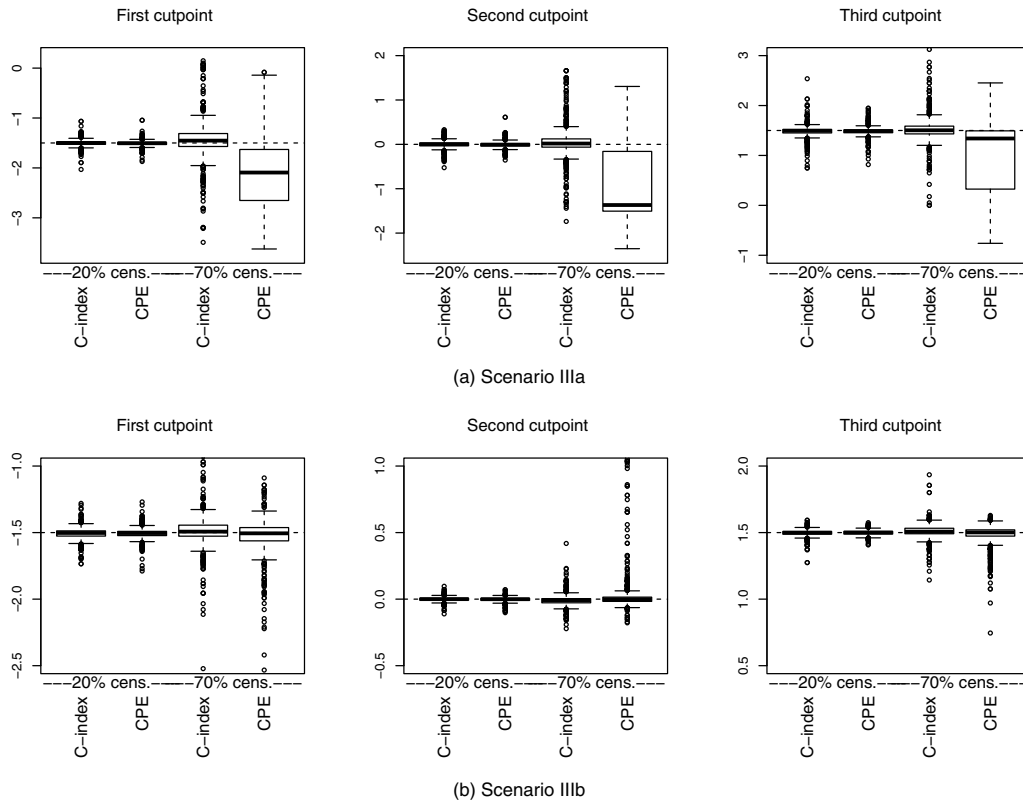 First cutpoint
Second cutpoint
Third cutpoint
0
−1
−2
−3
−−−−20% cens.−−−−70% cens.−−−−
C−index
CPE
C−index
CPE
2
1
0
−1
−2
−−−−20% cens.−−−−70% cens.−−−−
C−index
CPE
C−index
CPE
3
2
1
0
−1
−−−−20% cens.−−−−70% cens.−−−−
C−index
CPE
C−index
CPE
(a) Scenario IIIa
First cutpoint
Second cutpoint
Third cutpoint
−1.0
−1.5
−2.0
−2.5
−−−−20% cens.−−−−70% cens.−−−−
C−index
CPE
C−index
CPE
1.0
0.5
0.0
−0.5
−−−−20% cens.−−−−70% cens.−−−−
C−index
CPE
C−index
CPE
2.0
1.5
1.0
0.5
−−−−20% cens.−−−−70% cens.−−−−
C−index
CPE
C−index
CPE
(b) Scenario IIIb